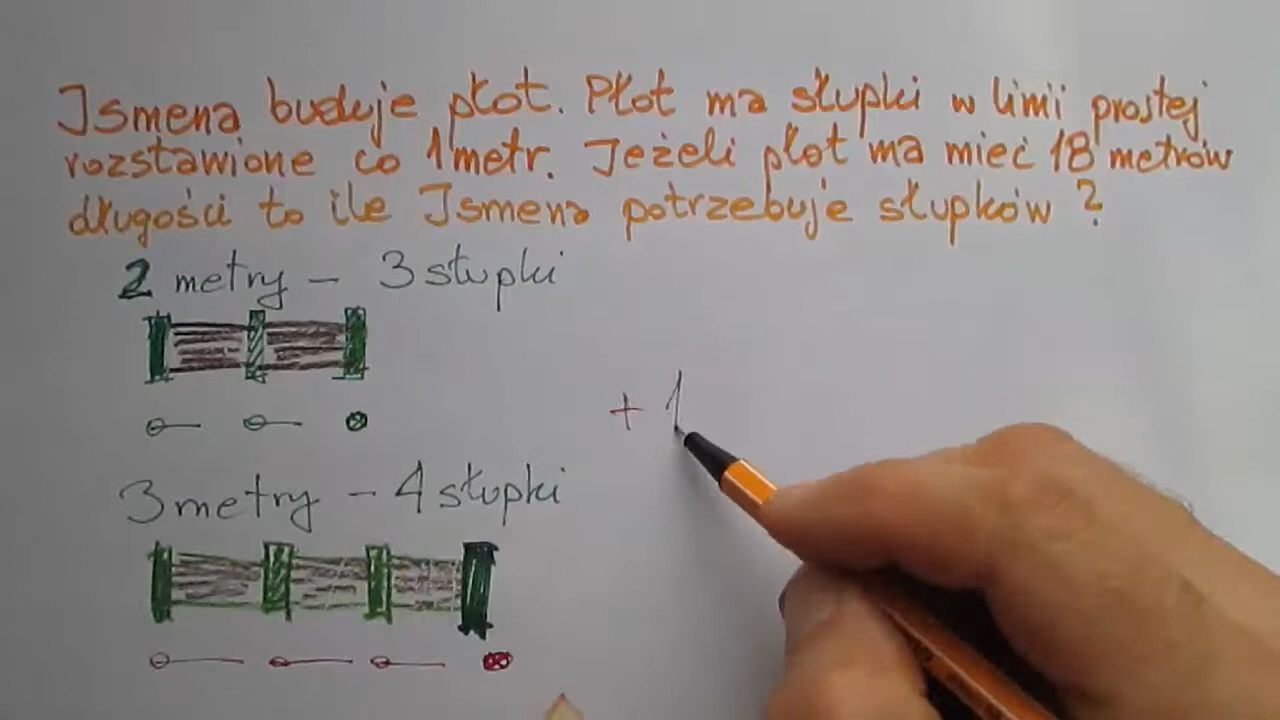 Ismena buduje płot. Płot ma słupki w linii prostej
rozstawione co 1 metr. Jeżeli płot ma mieć 18 metrów
długości to ile Ismena potrzebuje słupków?
2 metry - 3 słupki
+ 1
3 metry - 4 słupki